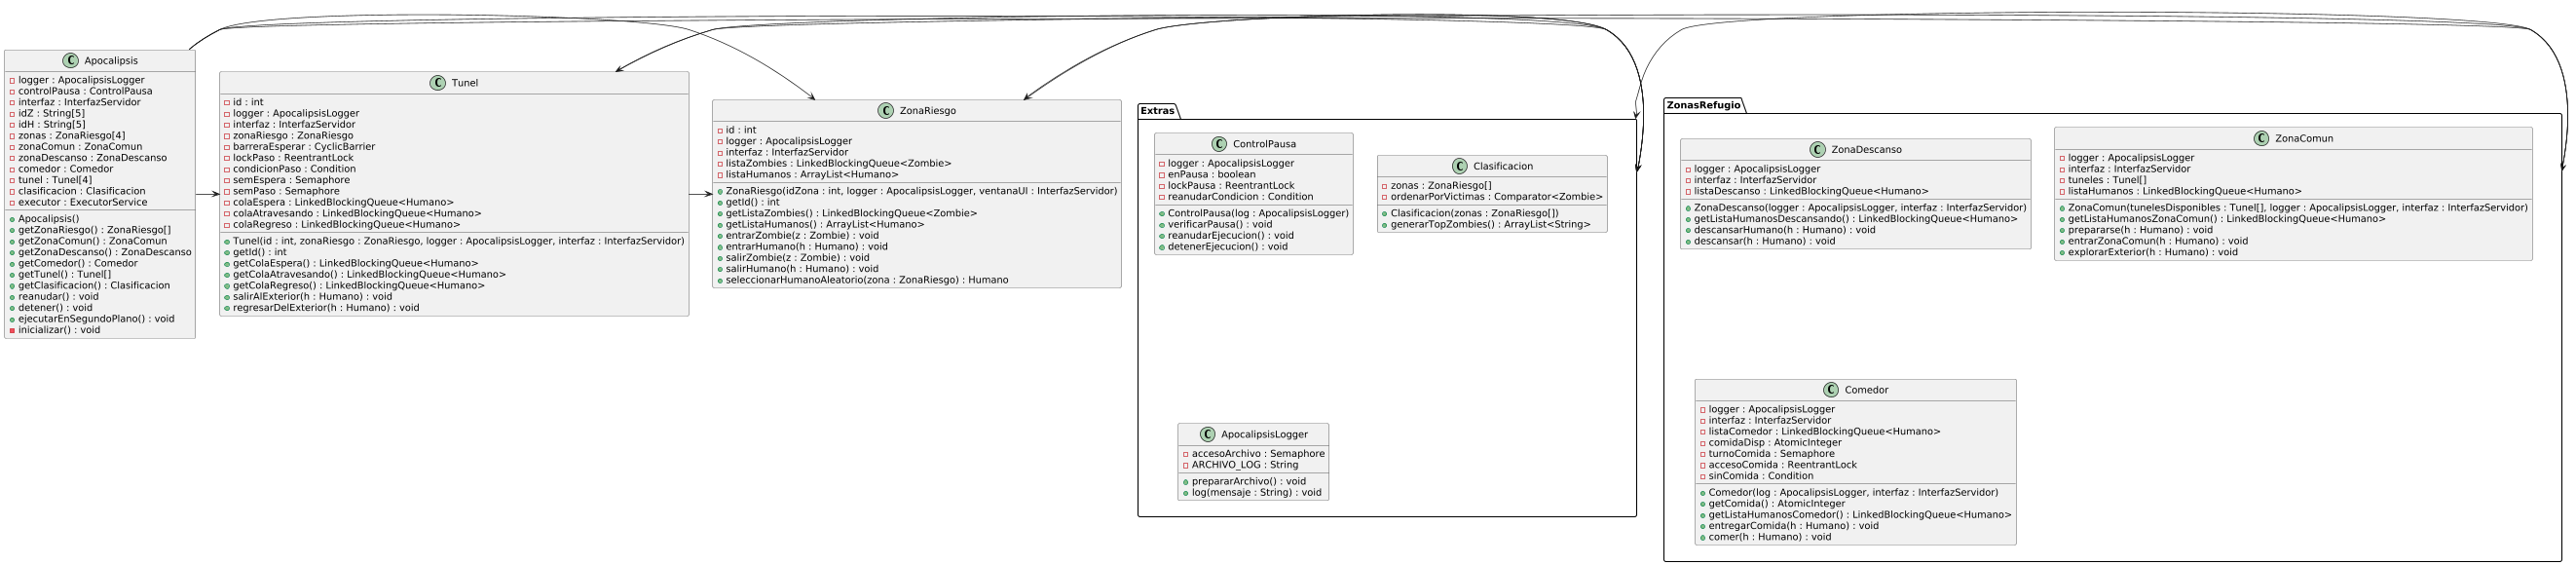 Apocalipsis
logger : ApocalipsisLogger
controlPausa : ControlPausa
interfaz : InterfazServidor
idZ : String[5]
idH : String[5]
zonas : ZonaRiesgo[4]
zonaComun : ZonaComun
zonaDescanso : ZonaDescanso
comedor : Comedor
tunel : Tunel[4]
clasificacion : Clasificacion
executor : ExecutorService
Apocalipsis()
getZonaRiesgo() : ZonaRiesgo[]
getZonaComun() : ZonaComun
getZonaDescanso() : ZonaDescanso
getComedor() : Comedor
getTunel() : Tunel[]
getClasificacion() : Clasificacion
reanudar() : void
detener() : void
ejecutarEnSegundoPlano() : void
inicializar() : void
Tunel
id : int
logger : ApocalipsisLogger
interfaz : InterfazServidor
zonaRiesgo : ZonaRiesgo
barreraEsperar : CyclicBarrier
lockPaso : ReentrantLock
condicionPaso : Condition
semEspera : Semaphore
semPaso : Semaphore
colaEspera : LinkedBlockingQueue<Humano>
colaAtravesando : LinkedBlockingQueue<Humano>
colaRegreso : LinkedBlockingQueue<Humano>
Tunel(id : int, zonaRiesgo : ZonaRiesgo, logger : ApocalipsisLogger, interfaz : InterfazServidor)
getId() : int
getColaEspera() : LinkedBlockingQueue<Humano>
getColaAtravesando() : LinkedBlockingQueue<Humano>
getColaRegreso() : LinkedBlockingQueue<Humano>
salirAlExterior(h : Humano) : void
regresarDelExterior(h : Humano) : void
ZonaRiesgo
id : int
logger : ApocalipsisLogger
interfaz : InterfazServidor
listaZombies : LinkedBlockingQueue<Zombie>
listaHumanos : ArrayList<Humano>
ZonaRiesgo(idZona : int, logger : ApocalipsisLogger, ventanaUI : InterfazServidor)
getId() : int
getListaZombies() : LinkedBlockingQueue<Zombie>
getListaHumanos() : ArrayList<Humano>
entrarZombie(z : Zombie) : void
entrarHumano(h : Humano) : void
salirZombie(z : Zombie) : void
salirHumano(h : Humano) : void
seleccionarHumanoAleatorio(zona : ZonaRiesgo) : Humano
Extras
ControlPausa
logger : ApocalipsisLogger
enPausa : boolean
lockPausa : ReentrantLock
reanudarCondicion : Condition
ControlPausa(log : ApocalipsisLogger)
verificarPausa() : void
reanudarEjecucion() : void
detenerEjecucion() : void
Clasificacion
zonas : ZonaRiesgo[]
ordenarPorVictimas : Comparator<Zombie>
Clasificacion(zonas : ZonaRiesgo[])
generarTopZombies() : ArrayList<String>
ApocalipsisLogger
accesoArchivo : Semaphore
ARCHIVO_LOG : String
prepararArchivo() : void
log(mensaje : String) : void
ZonasRefugio
ZonaDescanso
logger : ApocalipsisLogger
interfaz : InterfazServidor
listaDescanso : LinkedBlockingQueue<Humano>
ZonaDescanso(logger : ApocalipsisLogger, interfaz : InterfazServidor)
getListaHumanosDescansando() : LinkedBlockingQueue<Humano>
descansarHumano(h : Humano) : void
descansar(h : Humano) : void
ZonaComun
logger : ApocalipsisLogger
interfaz : InterfazServidor
tuneles : Tunel[]
listaHumanos : LinkedBlockingQueue<Humano>
ZonaComun(tunelesDisponibles : Tunel[], logger : ApocalipsisLogger, interfaz : InterfazServidor)
getListaHumanosZonaComun() : LinkedBlockingQueue<Humano>
prepararse(h : Humano) : void
entrarZonaComun(h : Humano) : void
explorarExterior(h : Humano) : void
Comedor
logger : ApocalipsisLogger
interfaz : InterfazServidor
listaComedor : LinkedBlockingQueue<Humano>
comidaDisp : AtomicInteger
turnoComida : Semaphore
accesoComida : ReentrantLock
sinComida : Condition
Comedor(log : ApocalipsisLogger, interfaz : InterfazServidor)
getComida() : AtomicInteger
getListaHumanosComedor() : LinkedBlockingQueue<Humano>
entregarComida(h : Humano) : void
comer(h : Humano) : void